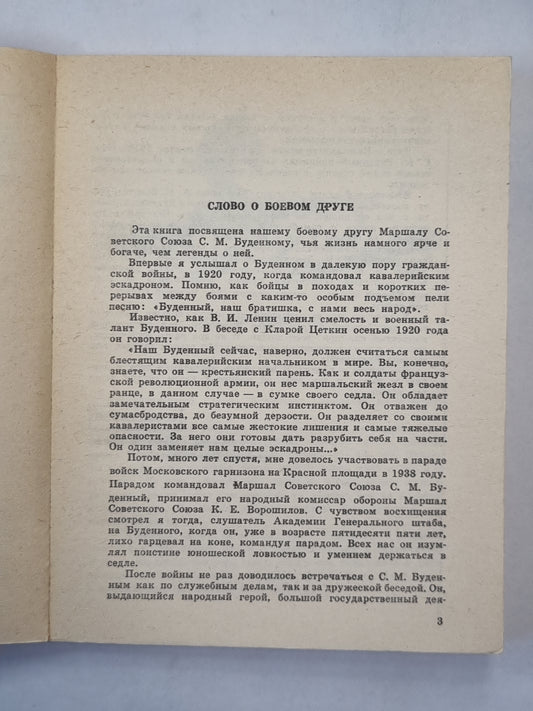 СЛОВО О БОЕВОМ ДРУГЕ
Эта книга посвящена нашему боевому другу Маршалу Со-
ветского Союза С. М. Буденному, чья жизнь намного ярче и
богаче, чем легенды о ней.
Впервые я услышал о Буденном в далекую пору граждан-
ской войны, в 1920 году, когда командовал кавалерийским
эскадроном. Помню, как бойцы в походах и коротких пе-
рерывах между боями с каким-то особым подъемом пели
песню: «Буденный, наш братишка, с нами весь народ».
Известно, как В. И. Ленин ценил смелость и военный та-
лант Буденного. В беседе с Кларой Цеткин осенью 1920 года
он говорил:
«Наш Буденный сейчас, наверно, должен считаться самым
блестящим кавалерийским начальником в мире. Вы, конечно,
знаете, что он — крестьянский парень. Как и солдаты француз-
ской революционной армии, он нес маршальский жезл в своем
ранце, в данном случае — в сумке своего седла. Он обладает
замечательным стратегическим инстинктом. Он отважен до
сумасбродства, до безумной дерзости. Он разделяет со своими
кавалеристами все самые жестокие лишения и самые тяжелые
опасности. За него они готовы дать разрубить себя на части.
Он один заменяет нам целые эскадроны...»
Потом, много лет спустя, мне довелось участвовать в параде
войск Московского гарнизона на Красной площади в 1938 году.
Парадом командовал Маршал Советского Союза С. М. Бу-
денный, принимал его народный комиссар обороны Маршал
Советского Союза К. Е. Ворошилов. С чувством восхищения
смотрел я тогда, слушатель Академии Генерального штаба,
на Буденного, когда он, уже в возрасте пятидесяти пяти лет,
лихо гарцевал на коне, командуя парадом. Всех нас он изум-
лял поистине юношеской ловкостью и умением держаться в
седле.
После войны не раз доводилось встречаться с С. М. Буден-
ным как по служебным делам, так и за дружеской беседой. Он,
выдающийся народный герой, большой государственный дея-
3